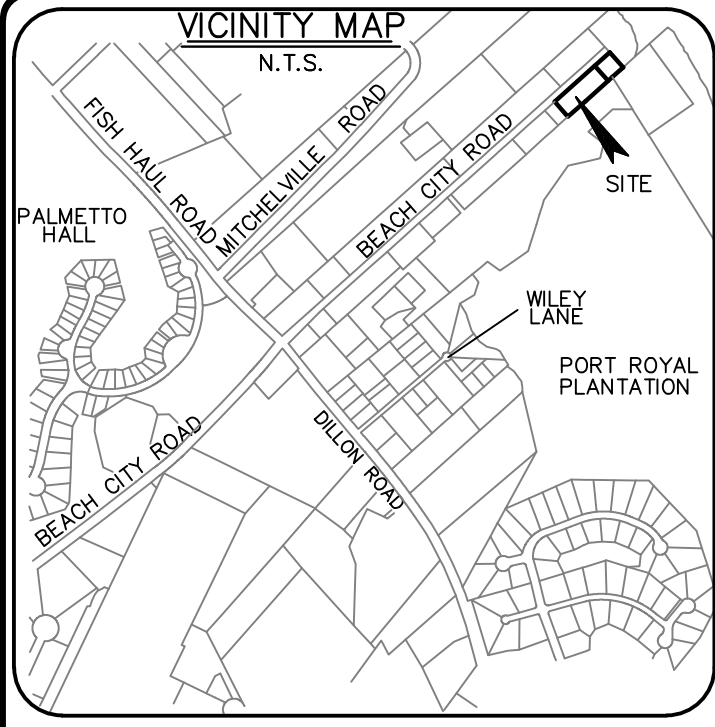 VICINITY MAP
N.T.S.
FISH HAUL ROAD
MITCHELVILLE ROAD
BEACH CITY ROAD
SITE
PALMETTO
HALL
WILEY
LANE
PORT ROYAL
PLANTATION
DILLON ROAD
BEACH CITY ROAD